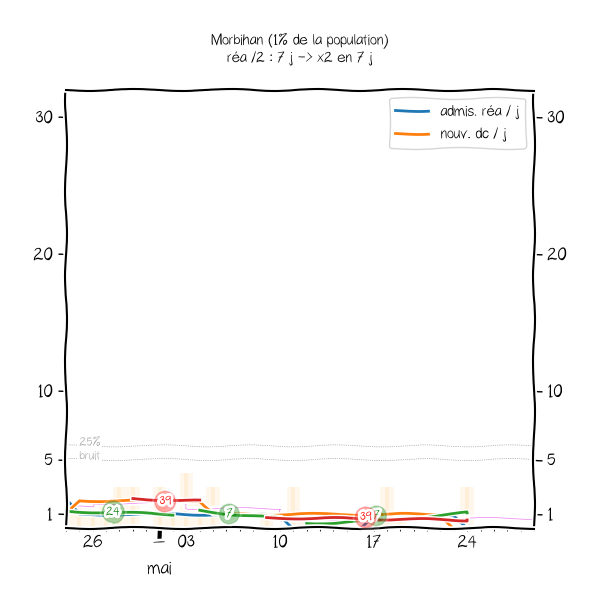 Morbihan (1% de la population)
réa /2 : 7 j -> x2 en 7 j
admis. réa / j
nouv. dc / j
30 30
20 20
10 10
25%
5 bruit 5
39
1 24 7 39 7 1
26 03 10 17 24
mai